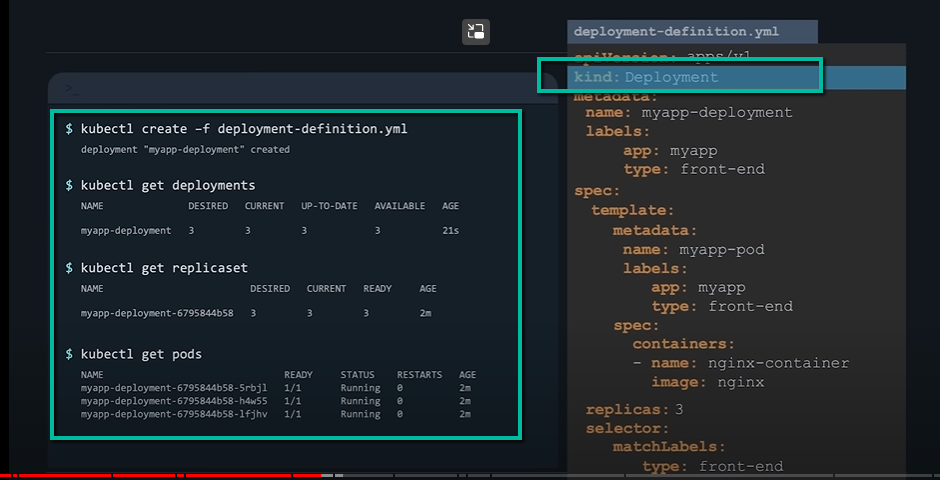 >_
$ kubectl create –f deployment-definition.yml
deployment "myapp-deployment" created
$ kubectl get deployments
NAME DESIRED CURRENT UP-TO-DATE AVAILABLE AGE
myapp-deployment 3 3 3 3 21s
$ kubectl get replicaset
NAME DESIRED CURRENT READY AGE
myapp-deployment-6795844b58 3 3 3 2m
$ kubectl get pods
NAME READY STATUS RESTARTS AGE
myapp-deployment-6795844b58-5rbjl 1/1 Running 0 2m
myapp-deployment-6795844b58-h4w55 1/1 Running 0 2m
myapp-deployment-6795844b58-lfjhv 1/1 Running 0 2m
deployment-definition.yml
apiVersion: apps/v1
kind: Deployment
metadata:
name: myapp-deployment
labels:
app: myapp
type: front-end
spec:
template:
metadata:
name: myapp-pod
labels:
app: myapp
type: front-end
spec:
containers:
- name: nginx-container
image: nginx
replicas: 3
selector:
matchLabels:
type: front-end